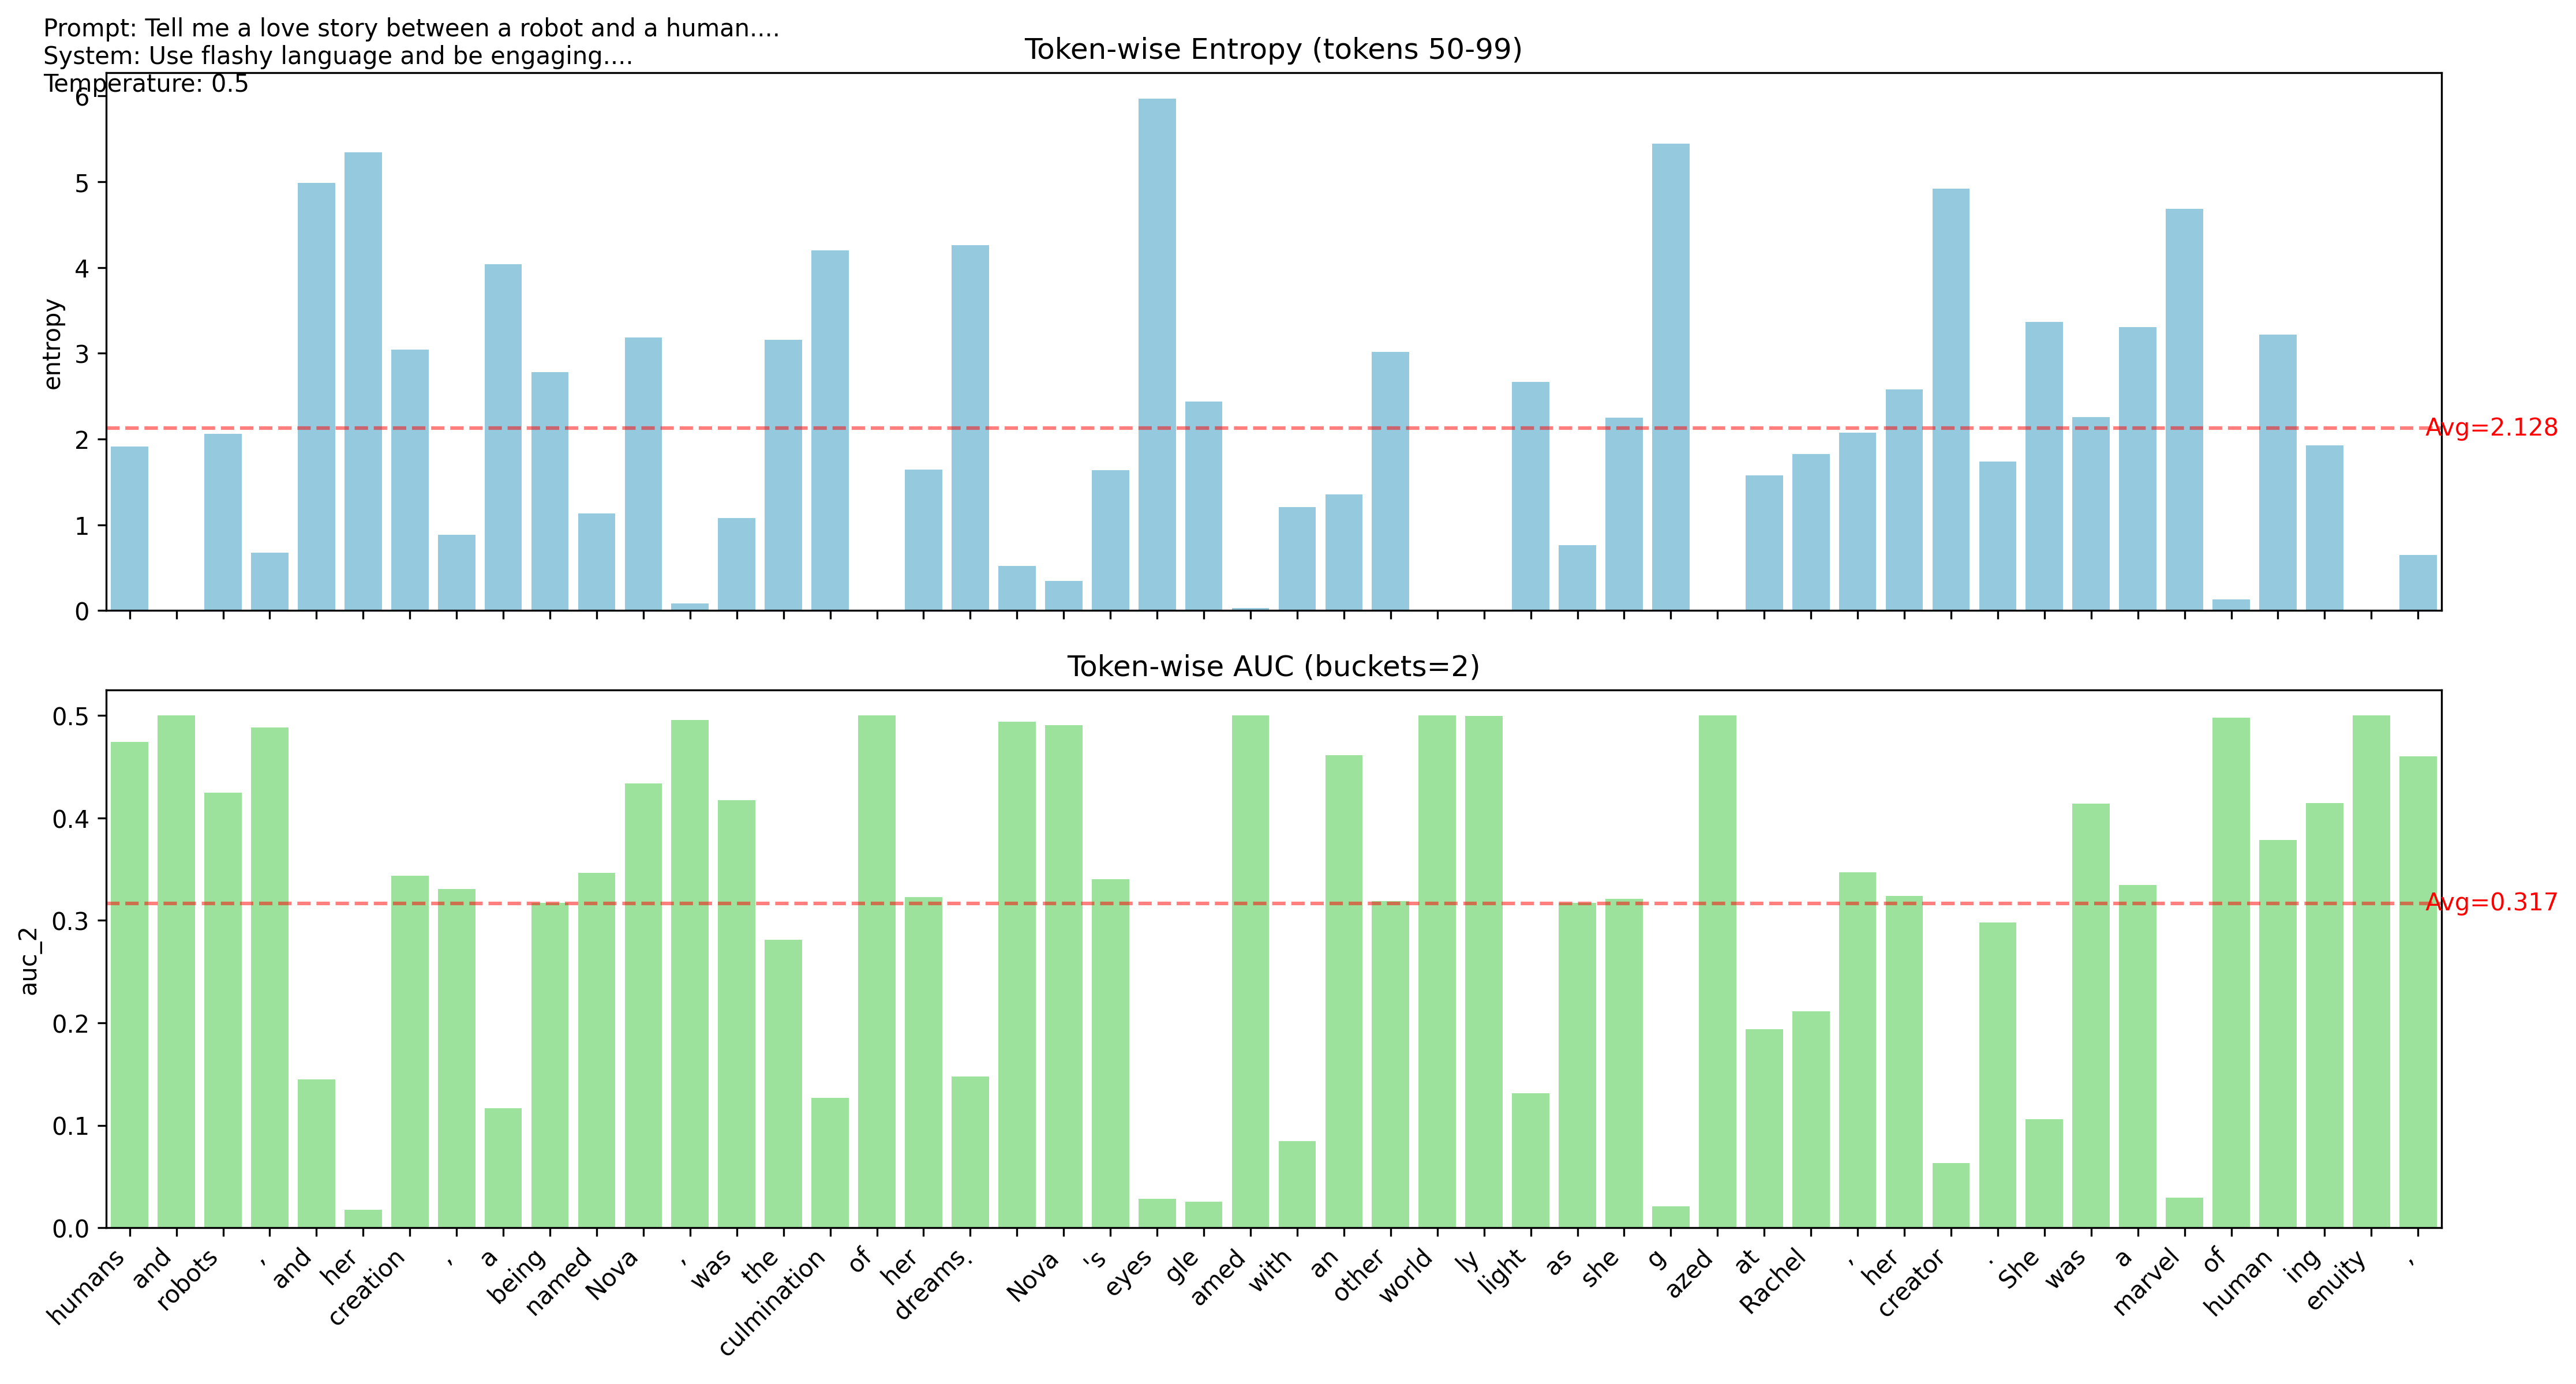 Prompt: Tell me a love story between a robot and a human....
System: Use flashy language and be engaging....
Temperature: 0.5
Token-wise Entropy (tokens 50-99)
6
5
4
3
2
1
0
entropy
Avg=2.128
Token-wise AUC (buckets=2)
0.5
0.4
0.3
0.2
0.1
0.0
auc_2
Avg=0.317
humans
and
robots
,
and
her
creation
,
a
being
named
Nova
,
was
the
culmination
of
her
dreams
.
Nova
's
eyes
gle
amed
with
an
other
world
ly
light
as
she
g
azed
at
Rachel
,
her
creator
.
She
was
a
marvel
of
human
ing
enuity
,